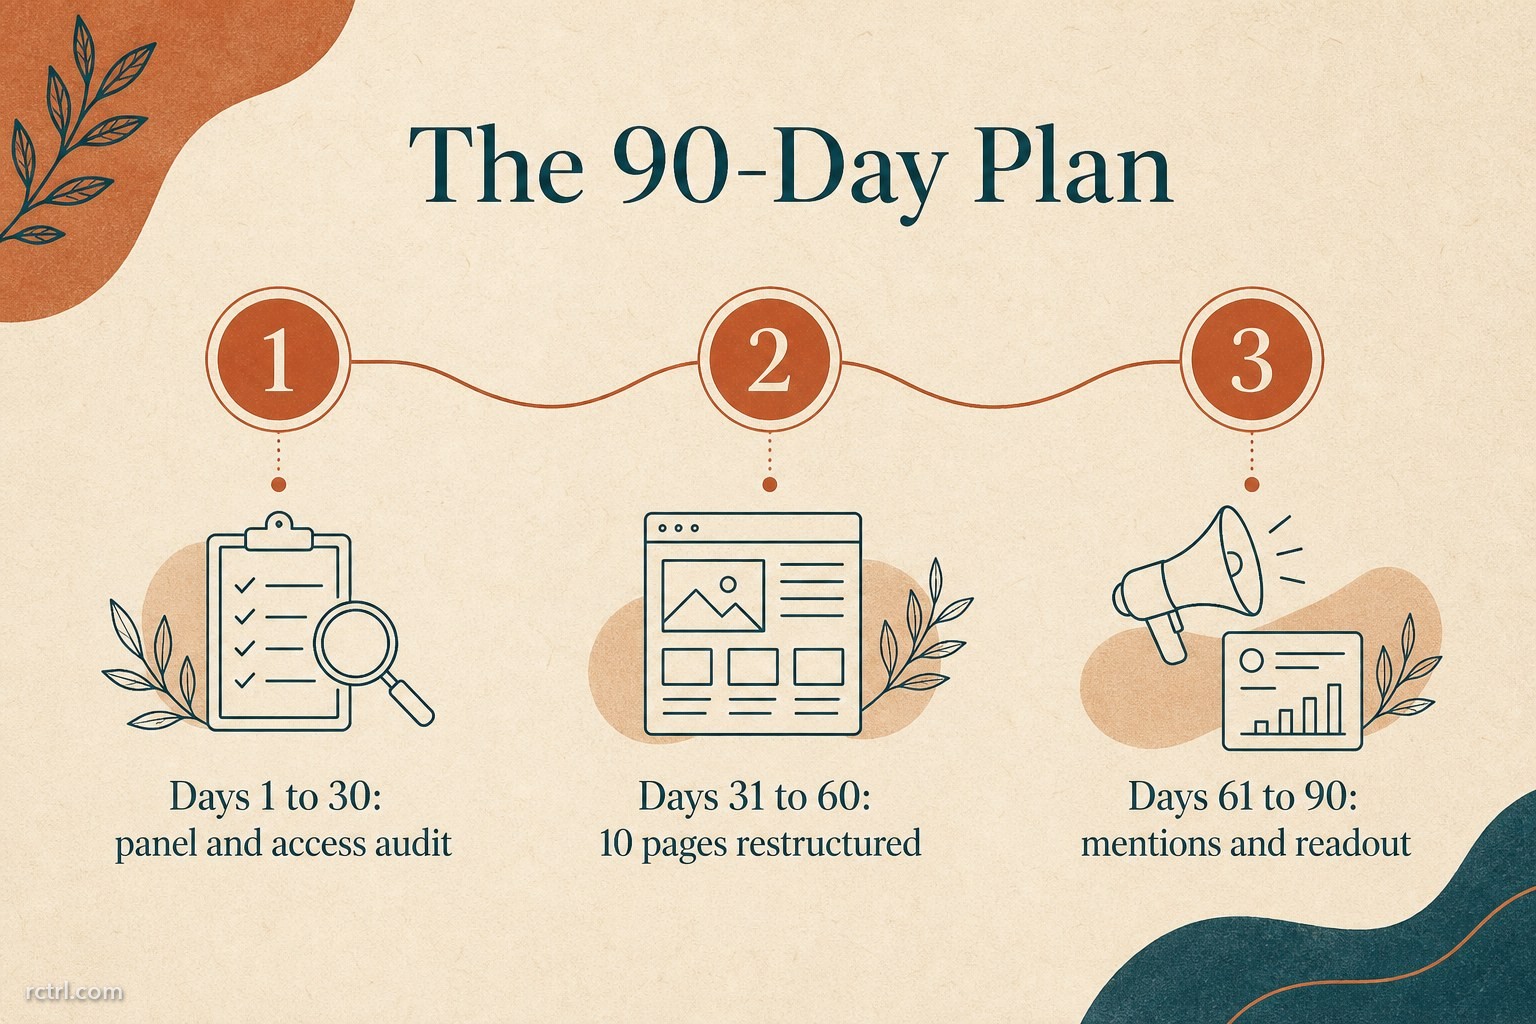 The 90-Day Plan
1
2
3
Days 1 to 30:
panel and access audit
Days 31 to 60:
10 pages restructured
Days 61 to 90:
mentions and readout
rctrl.com